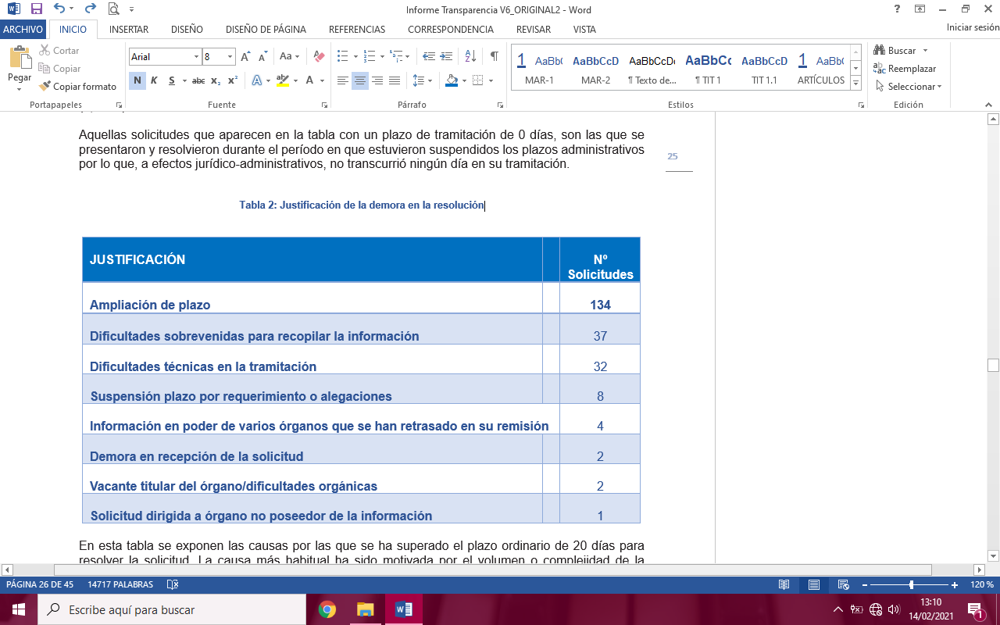 Informe Transparencia V6_ORIGINAL2 - Word
ARCHIVO INICIO INSERTAR DISEÑO DISEÑO DE PÁGINA REFERENCIAS CORRESPONDENCIA REVISAR VISTA Iniciar sesión
Pegar
Cortar
Copiar
Copiar formato
Portapapeles
Arial 8
Fuente
Párrafo
1 AaBbC AaBbCcD AaBbCcDc AaBbCc AaBbCcD 1 AaBb(
MAR-1 MAR-2 ¶ Texto de... ¶ TIT 1 TIT 1.1 ARTÍCULOS
Estilos
Buscar
Reemplazar
Seleccionar
Edición
Aquellas solicitudes que aparecen en la tabla con un plazo de tramitación de 0 días, son las que se
presentaron y resolvieron durante el período en que estuvieron suspendidos los plazos administrativos
por lo que, a efectos jurídico-administrativos, no transcurrió ningún día en su tramitación.
25
Tabla 2: Justificación de la demora en la resolución
JUSTIFICACIÓN Nº
Solicitudes
Ampliación de plazo 134
Dificultades sobrevenidas para recopilar la información 37
Dificultades técnicas en la tramitación 32
Suspensión plazo por requerimiento o alegaciones 8
Información en poder de varios órganos que se han retrasado en su remisión 4
Demora en recepción de la solicitud 2
Vacante titular del órgano/dificultades orgánicas 2
Solicitud dirigida a órgano no poseedor de la información 1
En esta tabla se exponen las causas por las que se ha superado el plazo ordinario de 20 días para
resolver la solicitud. La causa más habitual ha sido motivada por el volumen o complejidad de la
PÁGINA 26 DE 45 14717 PALABRAS 120 %
Escribe aquí para buscar
13:10
14/02/2021
1